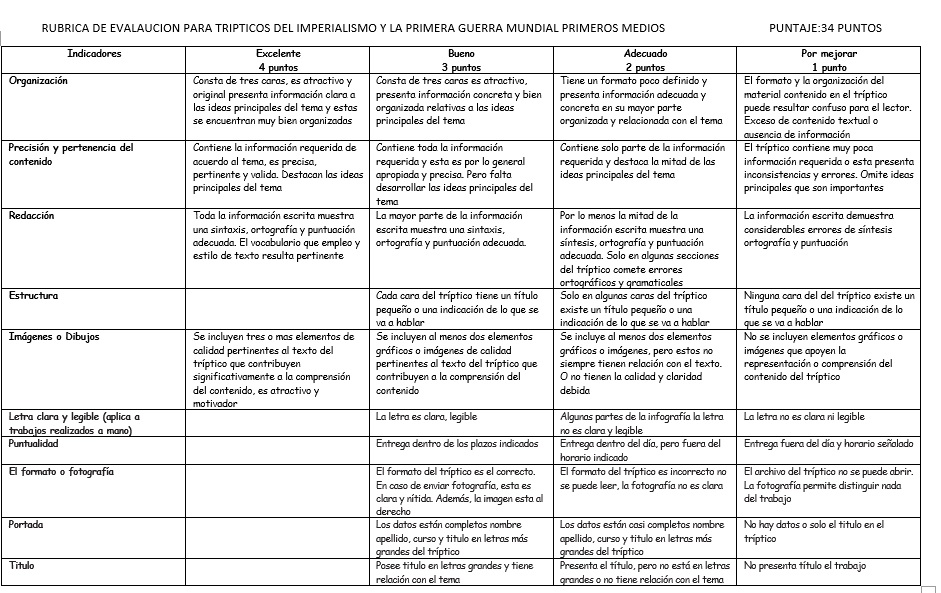 RUBRICA DE EVALAUCION PARA TRIPTICOS DEL IMPERIALISMO Y LA PRIMERA GUERRA MUNDIAL PRIMEROS MEDIOS PUNTAJE:34 PUNTOS
Indicadores
Excelente
4 puntos
Bueno
3 puntos
Adecuado
2 puntos
Por mejorar
1 punto
Organización
Consta de tres caras, es atractivo y
original presenta información clara a
las ideas principales del tema y estas
se encuentran muy bien organizadas
Consta de tres caras es atractivo,
presenta información concreta y bien
organizada relativas a las ideas
principales del tema
Tiene un formato poco definido y
presenta información adecuada y
concreta en su mayor parte
organizada y relacionada con el tema
El formato y la organización del
material contenido en el tríptico
puede resultar confuso para el lector.
Exceso de contenido textual o
ausencia de información
Precisión y pertenencia del
contenido
Contiene la información requerida de
acuerdo al tema, es precisa,
pertinente y valida. Destacan las ideas
principales del tema
Contiene toda la información
requerida y esta es por lo general
apropiada y precisa. Pero falta
desarrollar las ideas principales del
tema
Contiene solo parte de la información
requerida y destaca la mitad de las
ideas principales del tema
El tríptico contiene muy poca
información requerida o esta presenta
inconsistencias y errores. Omite ideas
principales que son importantes
Redacción
Toda la información escrita muestra
una sintaxis, ortografía y puntuación
adecuada. El vocabulario que empleo y
estilo de texto resulta pertinente
La mayor parte de la información
escrita muestra una sintaxis,
ortografía y puntuación adecuada.
Por lo menos la mitad de la
información escrita muestra una
síntesis, ortografía y puntuación
adecuada. Solo en algunas secciones
del tríptico comete errores
ortográficos y gramaticales
La información escrita demuestra
considerables errores de síntesis
ortografía y puntuación
Estructura
Cada cara del tríptico tiene un título
pequeño o una indicación de lo que se
va a hablar
Solo en algunas caras del tríptico
existe un título pequeño o una
indicación de lo que se va a hablar
Ninguna cara del del tríptico existe un
título pequeño o una indicación de lo
que se va a hablar
Imágenes o Dibujos
Se incluyen tres o mas elementos de
calidad pertinentes al texto del
tríptico que contribuyen
significativamente a la comprensión
del contenido, es atractivo y
motivador
Se incluyen al menos dos elementos
gráficos o imágenes de calidad
pertinentes al texto del tríptico que
contribuyen a la comprensión del
contenido
Se incluye al menos dos elementos
gráficos o imágenes, pero estos no
siempre tienen relación con el texto.
O no tienen la calidad y claridad
debida
No se incluyen elementos gráficos o
imágenes que apoyen la
representación o comprensión del
contenido del tríptico
Letra clara y legible (aplica a
trabajos realizados a mano)
La letra es clara, legible
Algunas partes de la infografía la letra
no es clara y legible
La letra no es clara ni legible
Puntualidad
Entrega dentro de los plazos indicados
Entrega dentro del día, pero fuera del
horario indicado
Entrega fuera del día y horario señalado
El formato o fotografía
El formato del tríptico es el correcto.
En caso de enviar fotografía, esta es
clara y nítida. Además, la imagen esta al
derecho
El formato del tríptico es incorrecto no
se puede leer, la fotografía no es clara
El archivo del tríptico no se puede abrir.
La fotografía permite distinguir nada
del trabajo
Portada
Los datos están completos nombre
apellido, curso y titulo en letras más
grandes del tríptico
Los datos están casi completos nombre
apellido, curso y titulo en letras más
grandes del tríptico
No hay datos o solo el titulo en el
tríptico
Titulo
Posee titulo en letras grandes y tiene
relación con el tema
Presenta el título, pero no está en letras
grandes o no tiene relación con el tema
No presenta título el trabajo